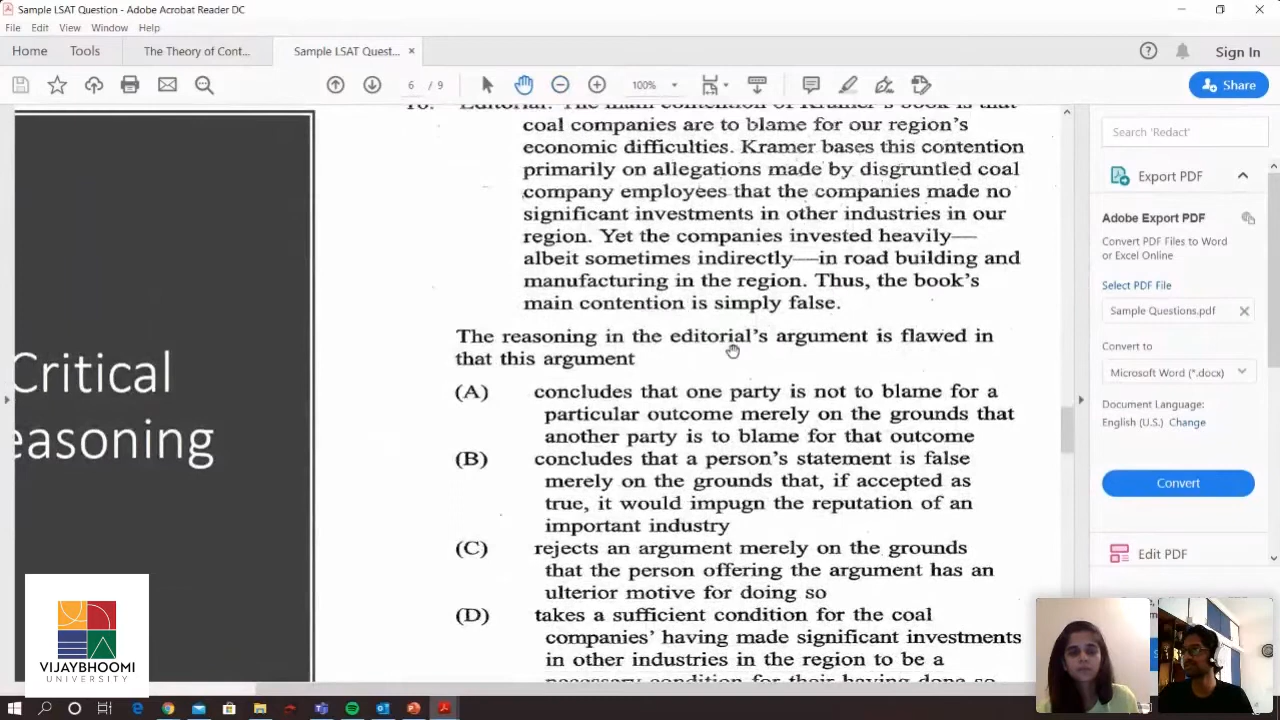 Sample LSAT Question - Adobe Acrobat Reader DC
File Edit View Window Help
Home Tools The Theory of Cont... Sample LSAT Quest... × Sign In
6 / 9 100% Share
16. Editorial: The main contention of Kramer's book is that
coal companies are to blame for our region's
economic difficulties. Kramer bases this contention
primarily on allegations made by disgruntled coal
company employees that the companies made no
significant investments in other industries in our
region. Yet the companies invested heavily—
albeit sometimes indirectly—in road building and
manufacturing in the region. Thus, the book's
main contention is simply false.
The reasoning in the editorial's argument is flawed in
that this argument
(A) concludes that one party is not to blame for a
particular outcome merely on the grounds that
another party is to blame for that outcome
(B) concludes that a person's statement is false
merely on the grounds that, if accepted as
true, it would impugn the reputation of an
important industry
(C) rejects an argument merely on the grounds
that the person offering the argument has an
ulterior motive for doing so
(D) takes a sufficient condition for the coal
companies' having made significant investments
in other industries in the region to be a
necessary condition for their having done so
Critical
easoning
Search 'Redact'
Export PDF
Adobe Export PDF
Convert PDF Files to Word
or Excel Online
Select PDF File
Sample Questions.pdf
Convert to
Microsoft Word (*.docx)
Document Language:
English (U.S.) Change
Convert
Edit PDF
VIJAYBHOOMI
UNIVERSITY